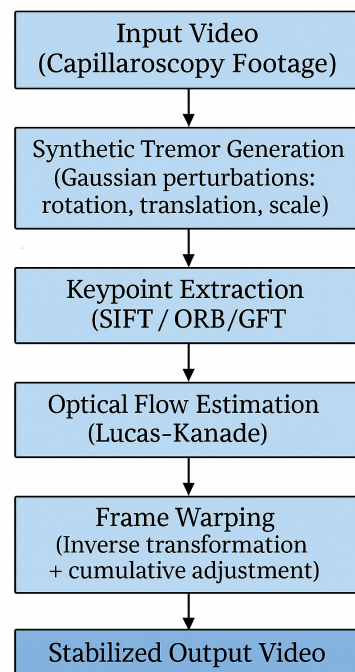 Input Video
(Capillaroscopy Footage)
Synthetic Tremor Generation
(Gaussian perturbations:
rotation, translation, scale)
Keypoint Extraction
(SIFT / ORB/GFT
Optical Flow Estimation
(Lucas-Kanade)
Frame Warping
(Inverse transformation
+ cumulative adjustment)
Stabilized Output Video